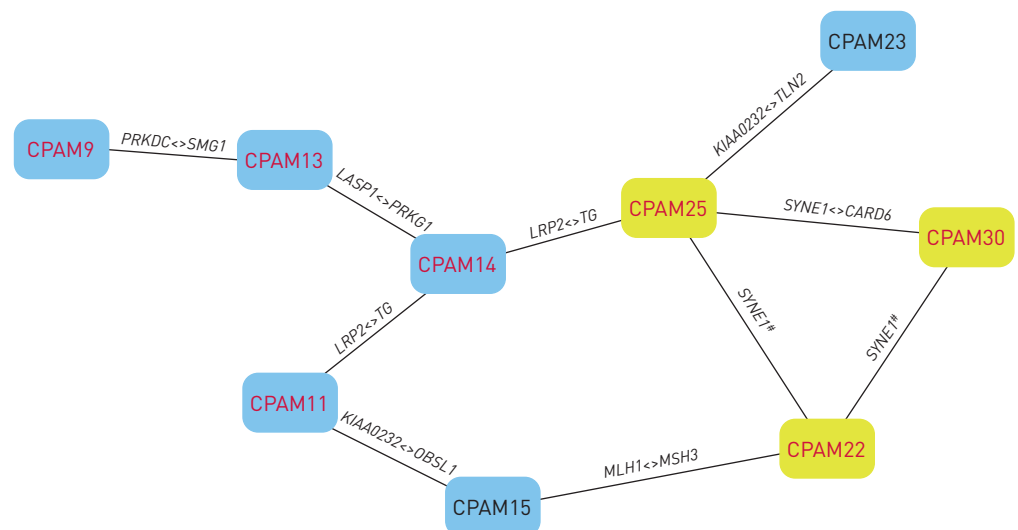 CPAM23
KIAA0232<>TLN2
CPAM9
PRKDC<>SMG1
CPAM13
LASP1<>PRKG1
CPAM25
SYNE1<>CARD6
CPAM30
LRP2<>TG
CPAM14
SYNE1#
SYNE1#
LRP2<>TG
CPAM11
KIAA0232<>OBSL1
CPAM22
MLH1<>MSH3
CPAM15